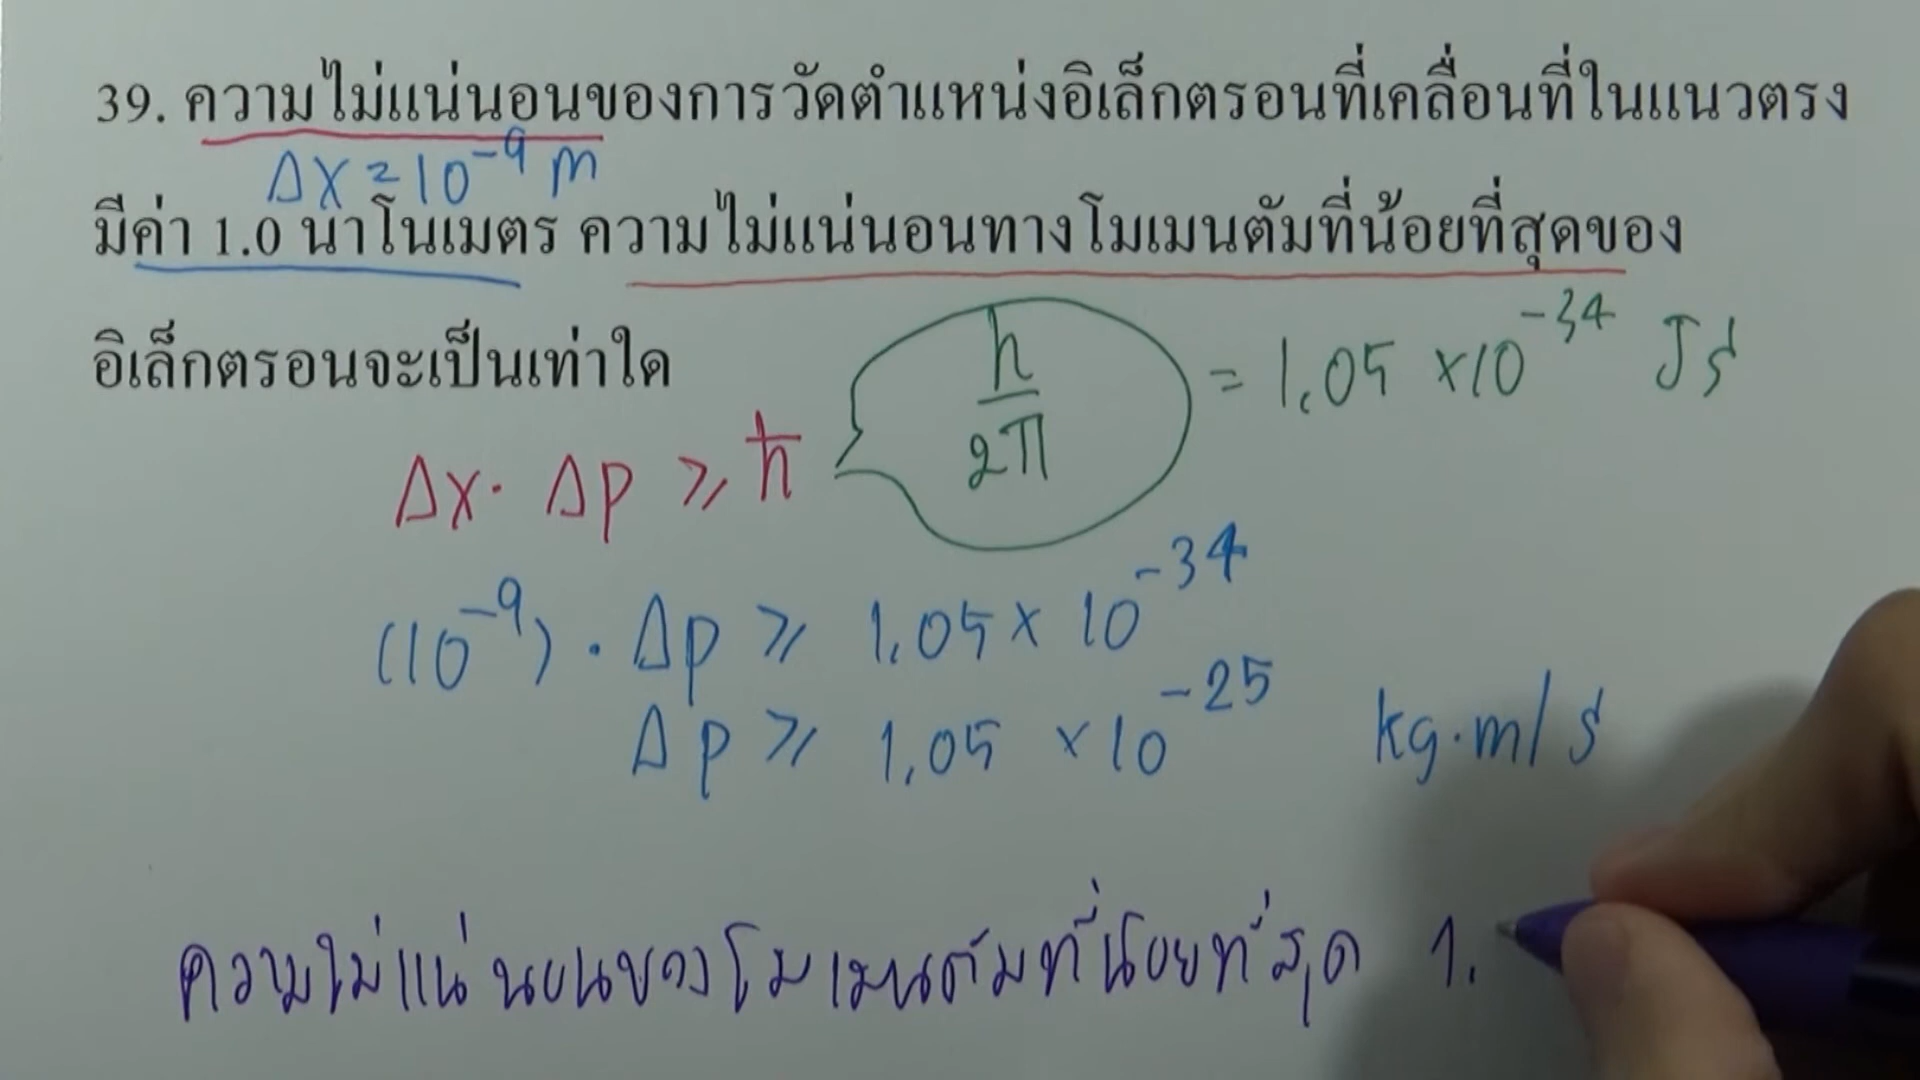 39. ความไม่แน่นอนของการวัดตำแหน่งอิเล็กตรอนที่เคลื่อนที่ในแนวตรง
Δx = 10⁻⁹ m
มีค่า 1.0 นาโนเมตร ความไม่แน่นอนทางโมเมนตัมที่น้อยที่สุดของ
อิเล็กตรอนจะเป็นเท่าใด
h/2π = 1.05 × 10⁻³⁴ Js
Δx · Δp ≥ ħ
(10⁻⁹) · Δp ≥ 1.05 × 10⁻³⁴
Δp ≥ 1.05 × 10⁻²⁵ kg·m/s
ความไม่แน่นอนของโมเมนตัมที่น้อยที่สุด 1.